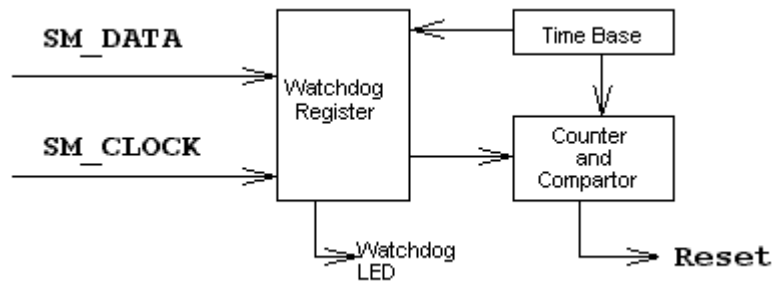 SM_DATA
Time Base
Watchdog
Register
SM_CLOCK
Counter
and
Compartor
Watchdog
LED
Reset